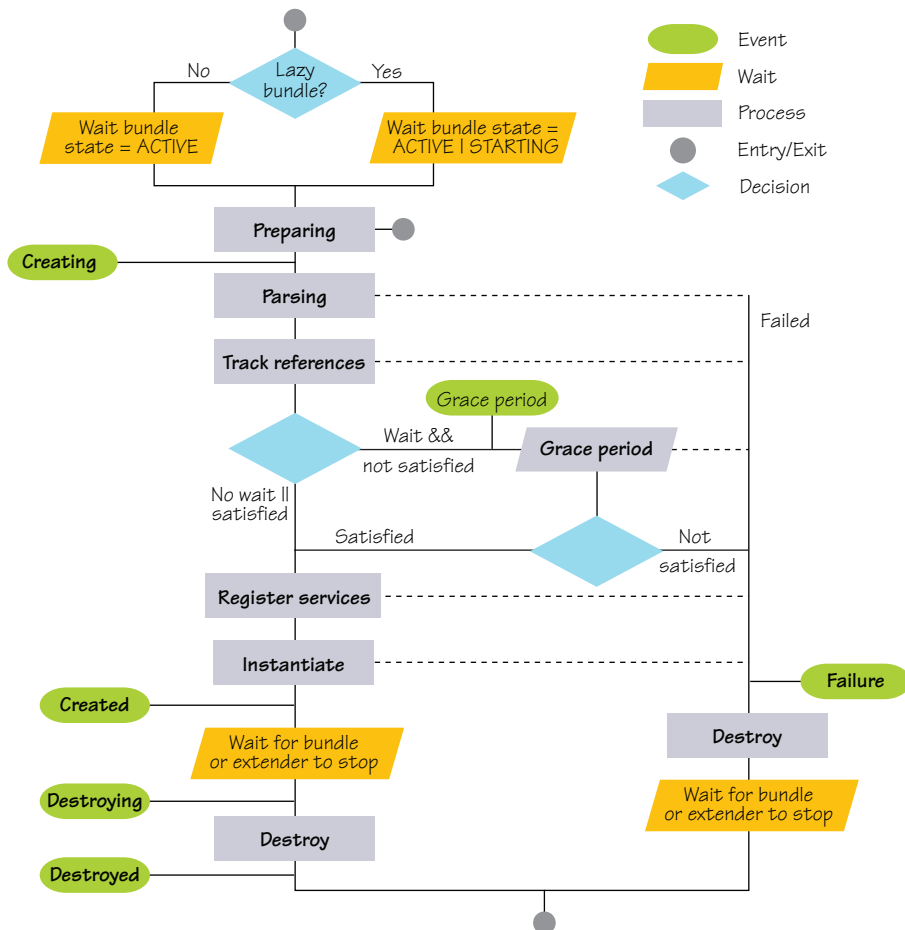 Lazy
bundle?
No
Yes
Wait bundle
state = ACTIVE
Wait bundle state =
ACTIVE | STARTING
Event
Wait
Process
Entry/Exit
Decision
Preparing
Creating
Parsing
Failed
Track references
Grace period
Wait &&
not satisfied
Grace period
No wait ||
satisfied
Satisfied
Not
satisfied
Register services
Instantiate
Created
Failure
Wait for bundle
or extender to stop
Destroy
Destroying
Wait for bundle
or extender to stop
Destroy
Destroyed